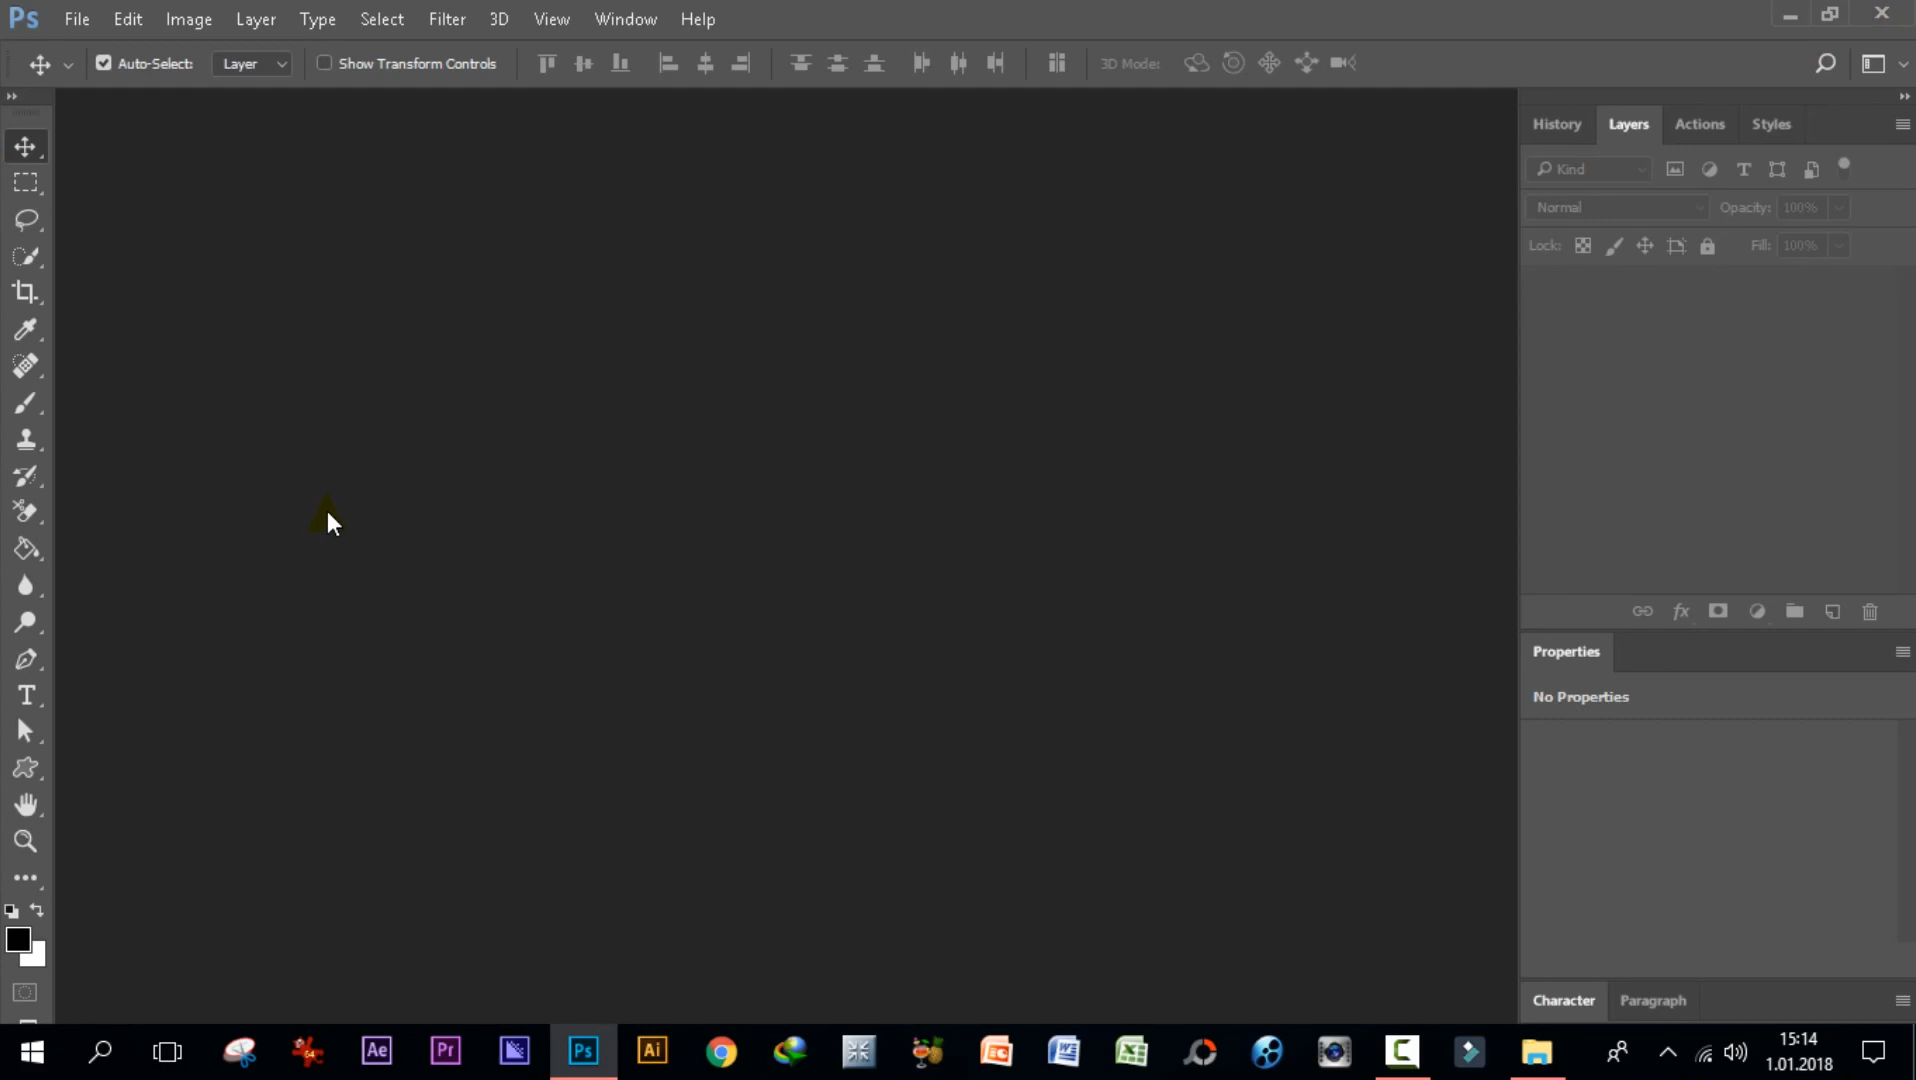 Ps File Edit Image Layer Type Select Filter 3D View Window Help
Auto-Select: Layer Show Transform Controls 3D Mode:
History Layers Actions Styles
Kind
Normal Opacity: 100%
Lock: Fill: 100%
Properties
No Properties
Character Paragraph
Ae Pr Ps Ai
15:14
1.01.2018